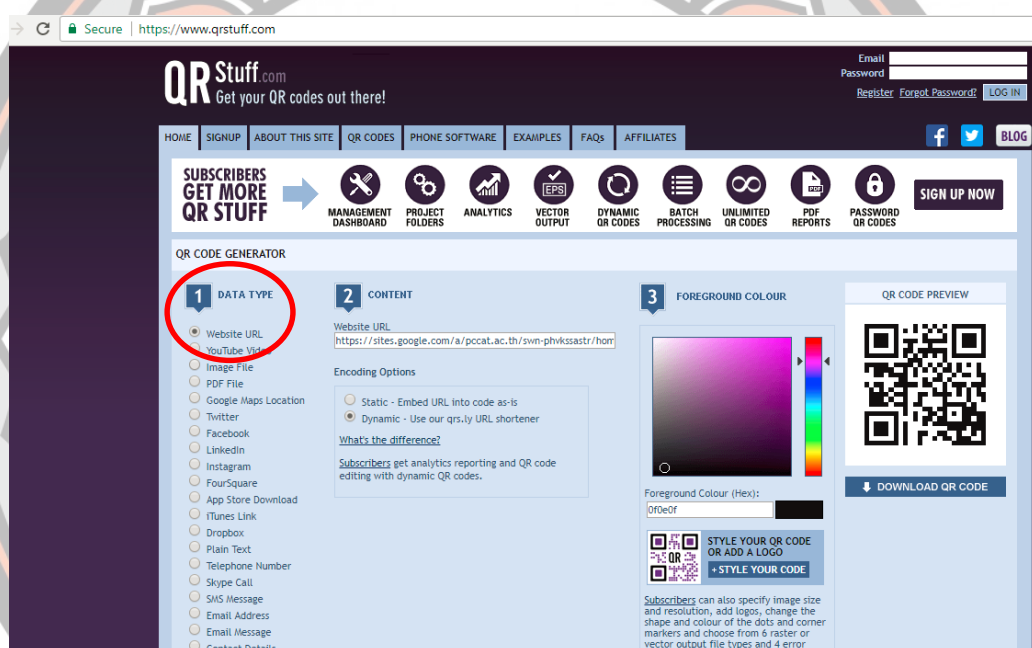 Secure | https://www.qrstuff.com
QR Stuff.com
Get your QR codes out there!
Email
Password
Register Forgot Password? LOG IN
HOME SIGNUP ABOUT THIS SITE QR CODES PHONE SOFTWARE EXAMPLES FAQs AFFILIATES
f BLOG
SUBSCRIBERS
GET MORE
QR STUFF
MANAGEMENT
DASHBOARD
PROJECT
FOLDERS
ANALYTICS
EPS
VECTOR
OUTPUT
DYNAMIC
QR CODES
BATCH
PROCESSING
UNLIMITED
QR CODES
PDF
PDF
REPORTS
PASSWORD
QR CODES
SIGN UP NOW
QR CODE GENERATOR
1 DATA TYPE
Website URL
YouTube Video
Image File
PDF File
Google Maps Location
Twitter
Facebook
LinkedIn
Instagram
FourSquare
App Store Download
iTunes Link
Dropbox
Plain Text
Telephone Number
Skype Call
SMS Message
Email Address
Email Message
Contact Details
2 CONTENT
Website URL
https://sites.google.com/a/pccat.ac.th/swn-phvkssastr/hom
Encoding Options
Static - Embed URL into code as-is
Dynamic - Use our qrs.ly URL shortener
What's the difference?
Subscribers get analytics reporting and QR code
editing with dynamic QR codes.
3 FOREGROUND COLOUR
Foreground Colour (Hex):
0f0e0f
QR
STYLE YOUR QR CODE
OR ADD A LOGO
+ STYLE YOUR CODE
Subscribers can also specify image size
and resolution, add logos, change the
shape and colour of the dots and corner
markers and choose from 6 raster or
vector output file types and 4 error
QR CODE PREVIEW
DOWNLOAD QR CODE